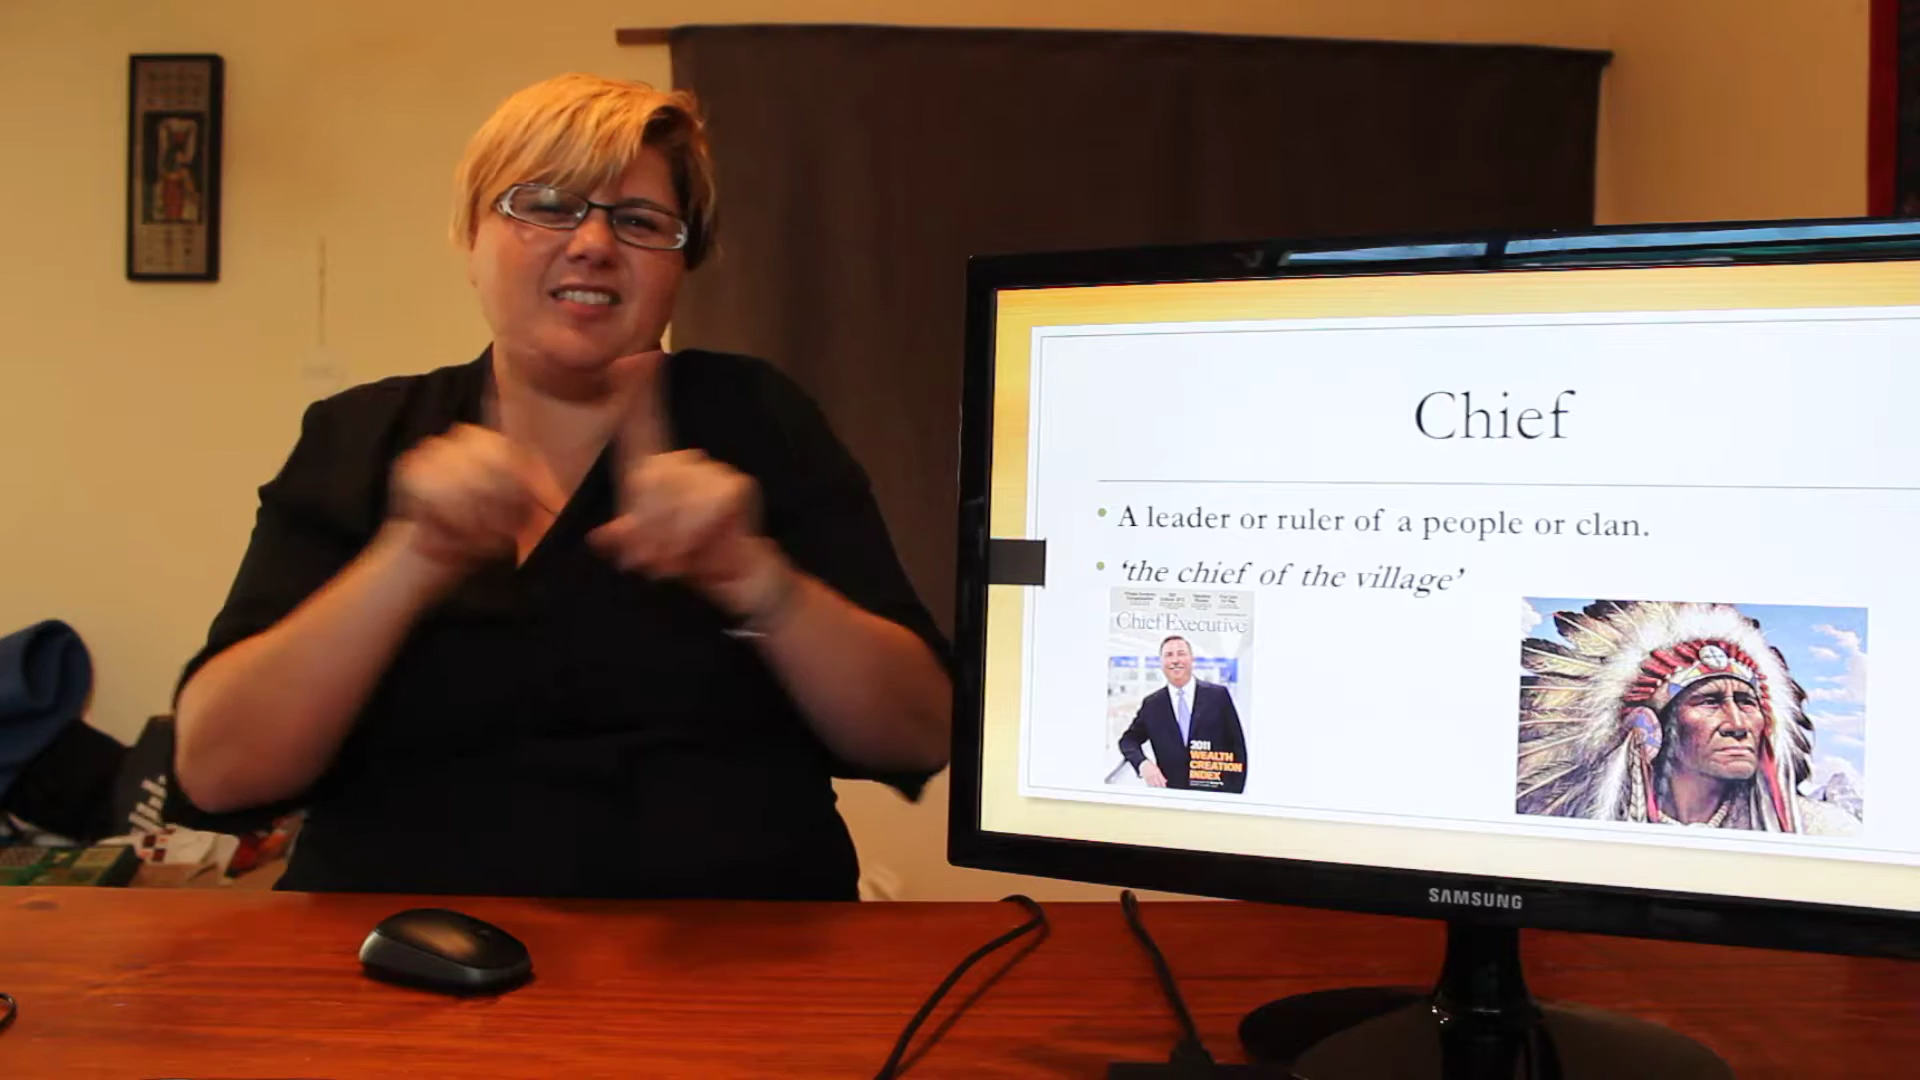 Chief
A leader or ruler of a people or clan.
‘the chief of the village’
Chief Executive
2011
WEALTH
CREATION
INDEX
SAMSUNG